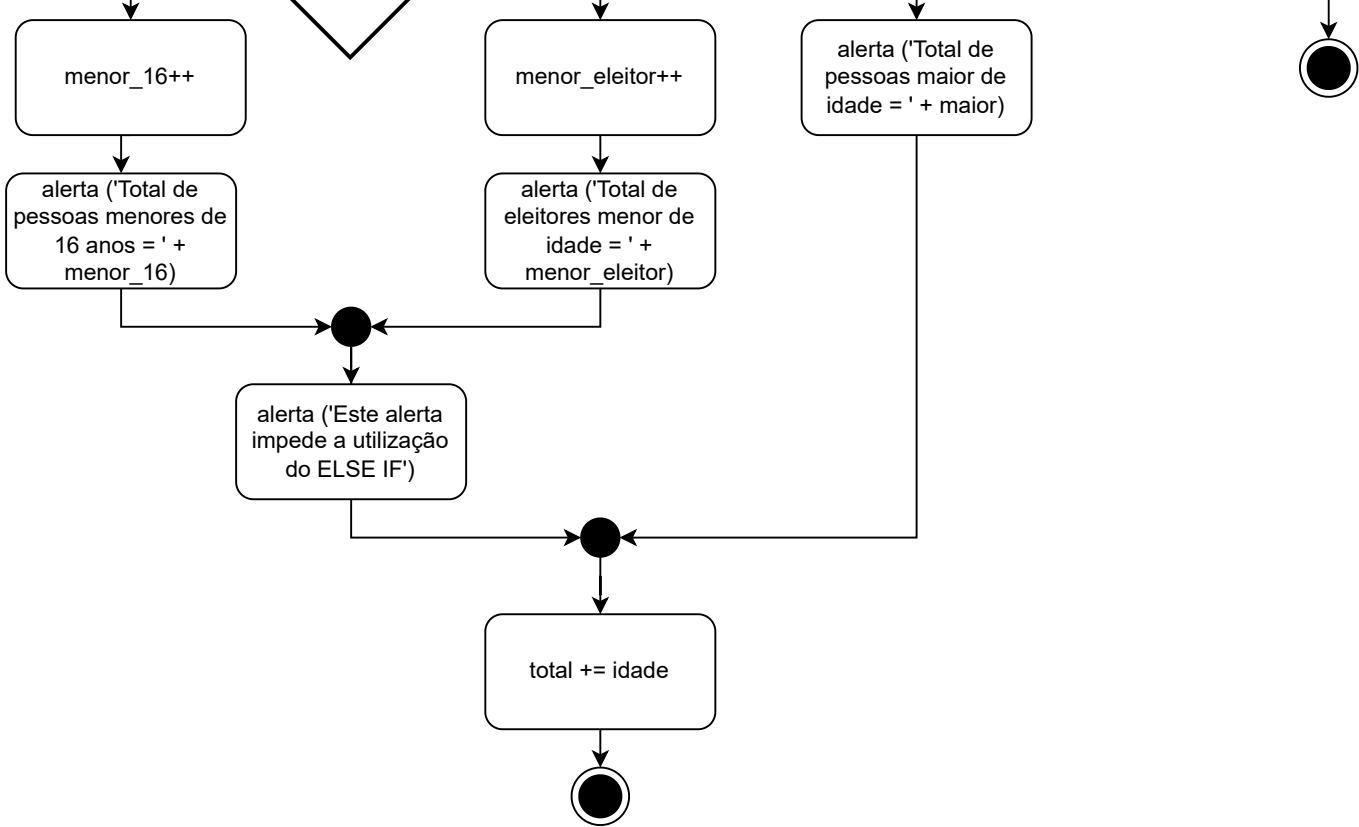 menor_16++
menor_eleitor++
alerta ('Total de
pessoas maior de
idade = ' + maior)
alerta ('Total de
pessoas menores de
16 anos = ' +
menor_16)
alerta ('Total de
eleitores menor de
idade = ' +
menor_eleitor)
alerta ('Este alerta
impede a utilização
do ELSE IF')
total += idade